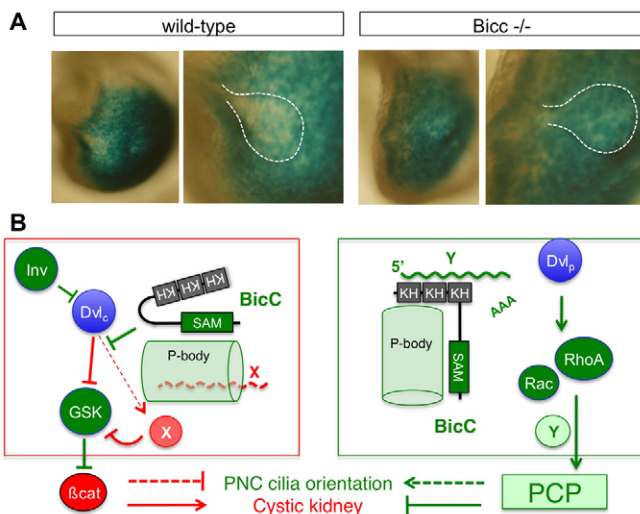 A
wild-type
Bicc -/-
B
Inv
Dvlc
KH KH KH
BicC
SAM
P-body
X
GSK
X
ßcat
5’
Y
AAA
KH KH KH
P-body
SAM
BicC
Dvlp
RhoA
Rac
Y
PCP
PNC cilia orientation
Cystic kidney